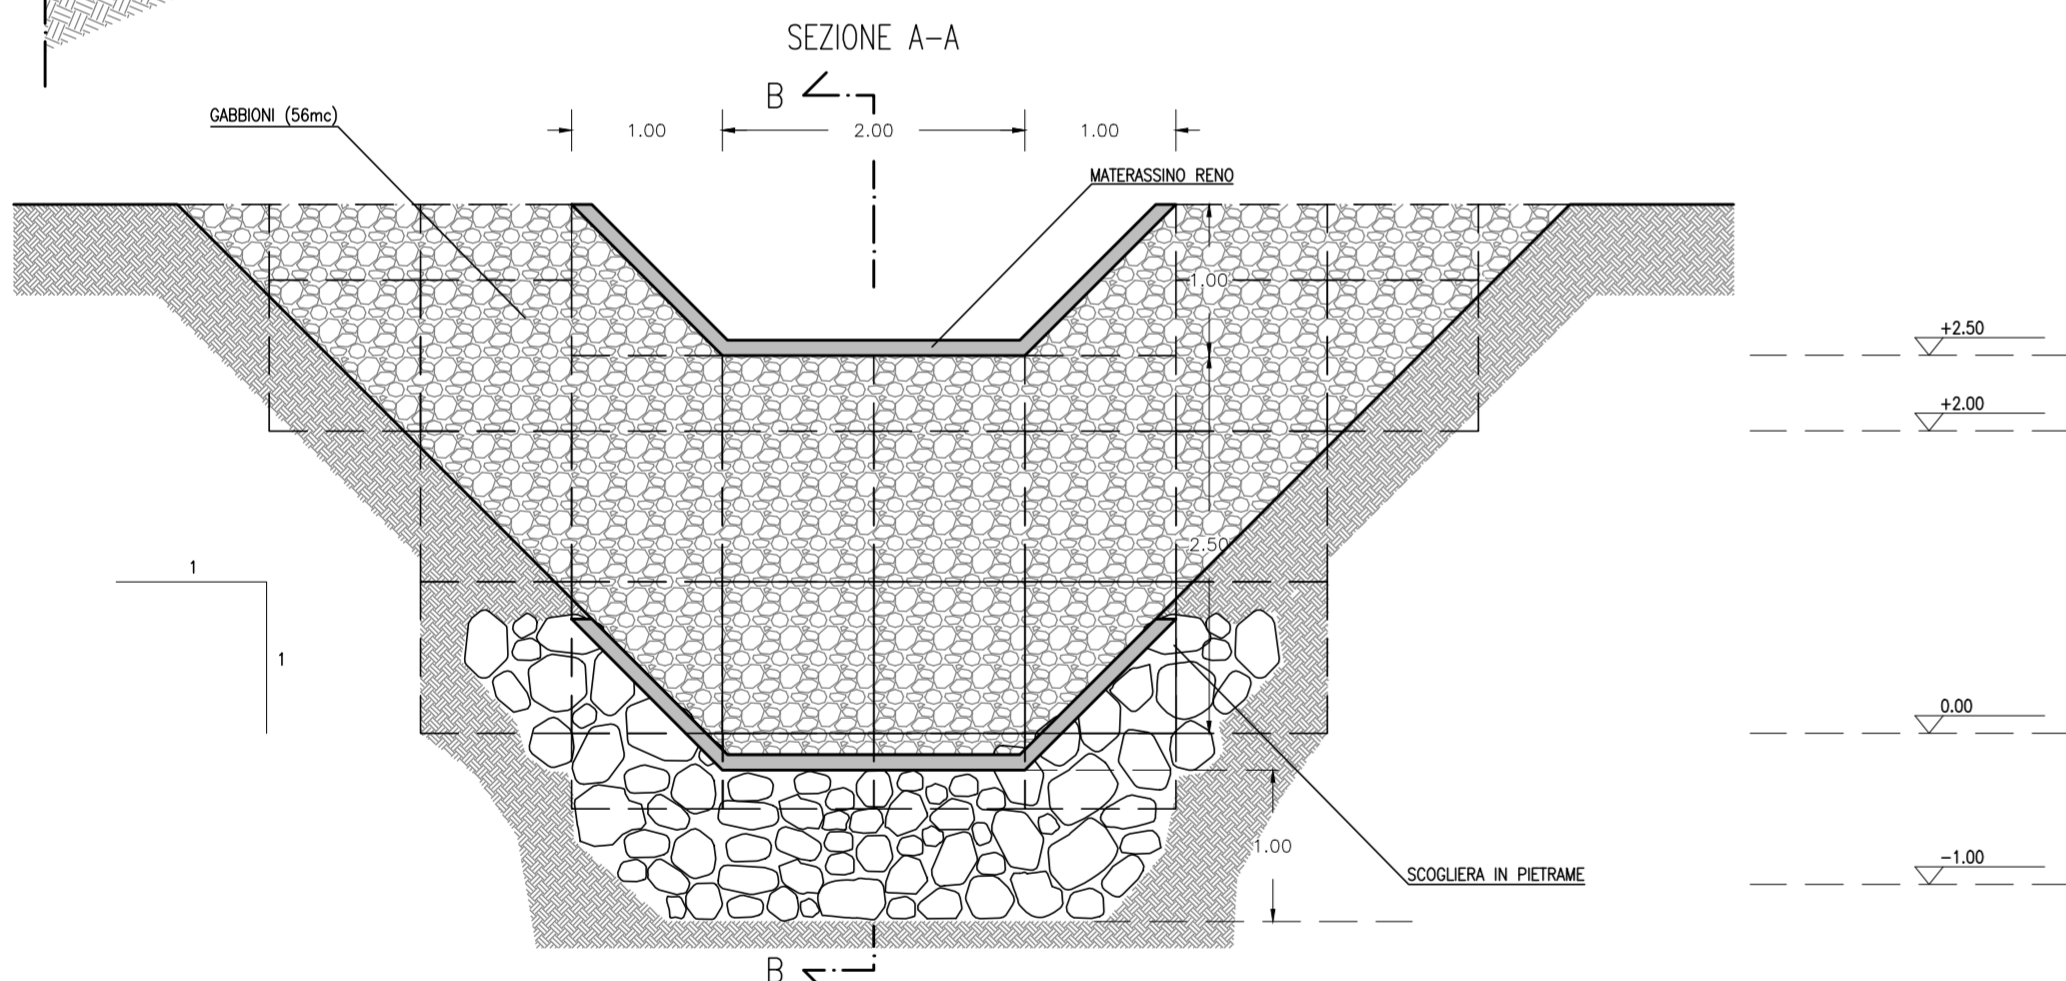 SEZIONE A-A
B
GABBIONI (56mc)
1.00 2.00 1.00
MATERASSINO RENO
1.00
+2.50
+2.00
2.50
1
1
0.00
1.00
-1.00
SCOGLIERA IN PIETRAME
B